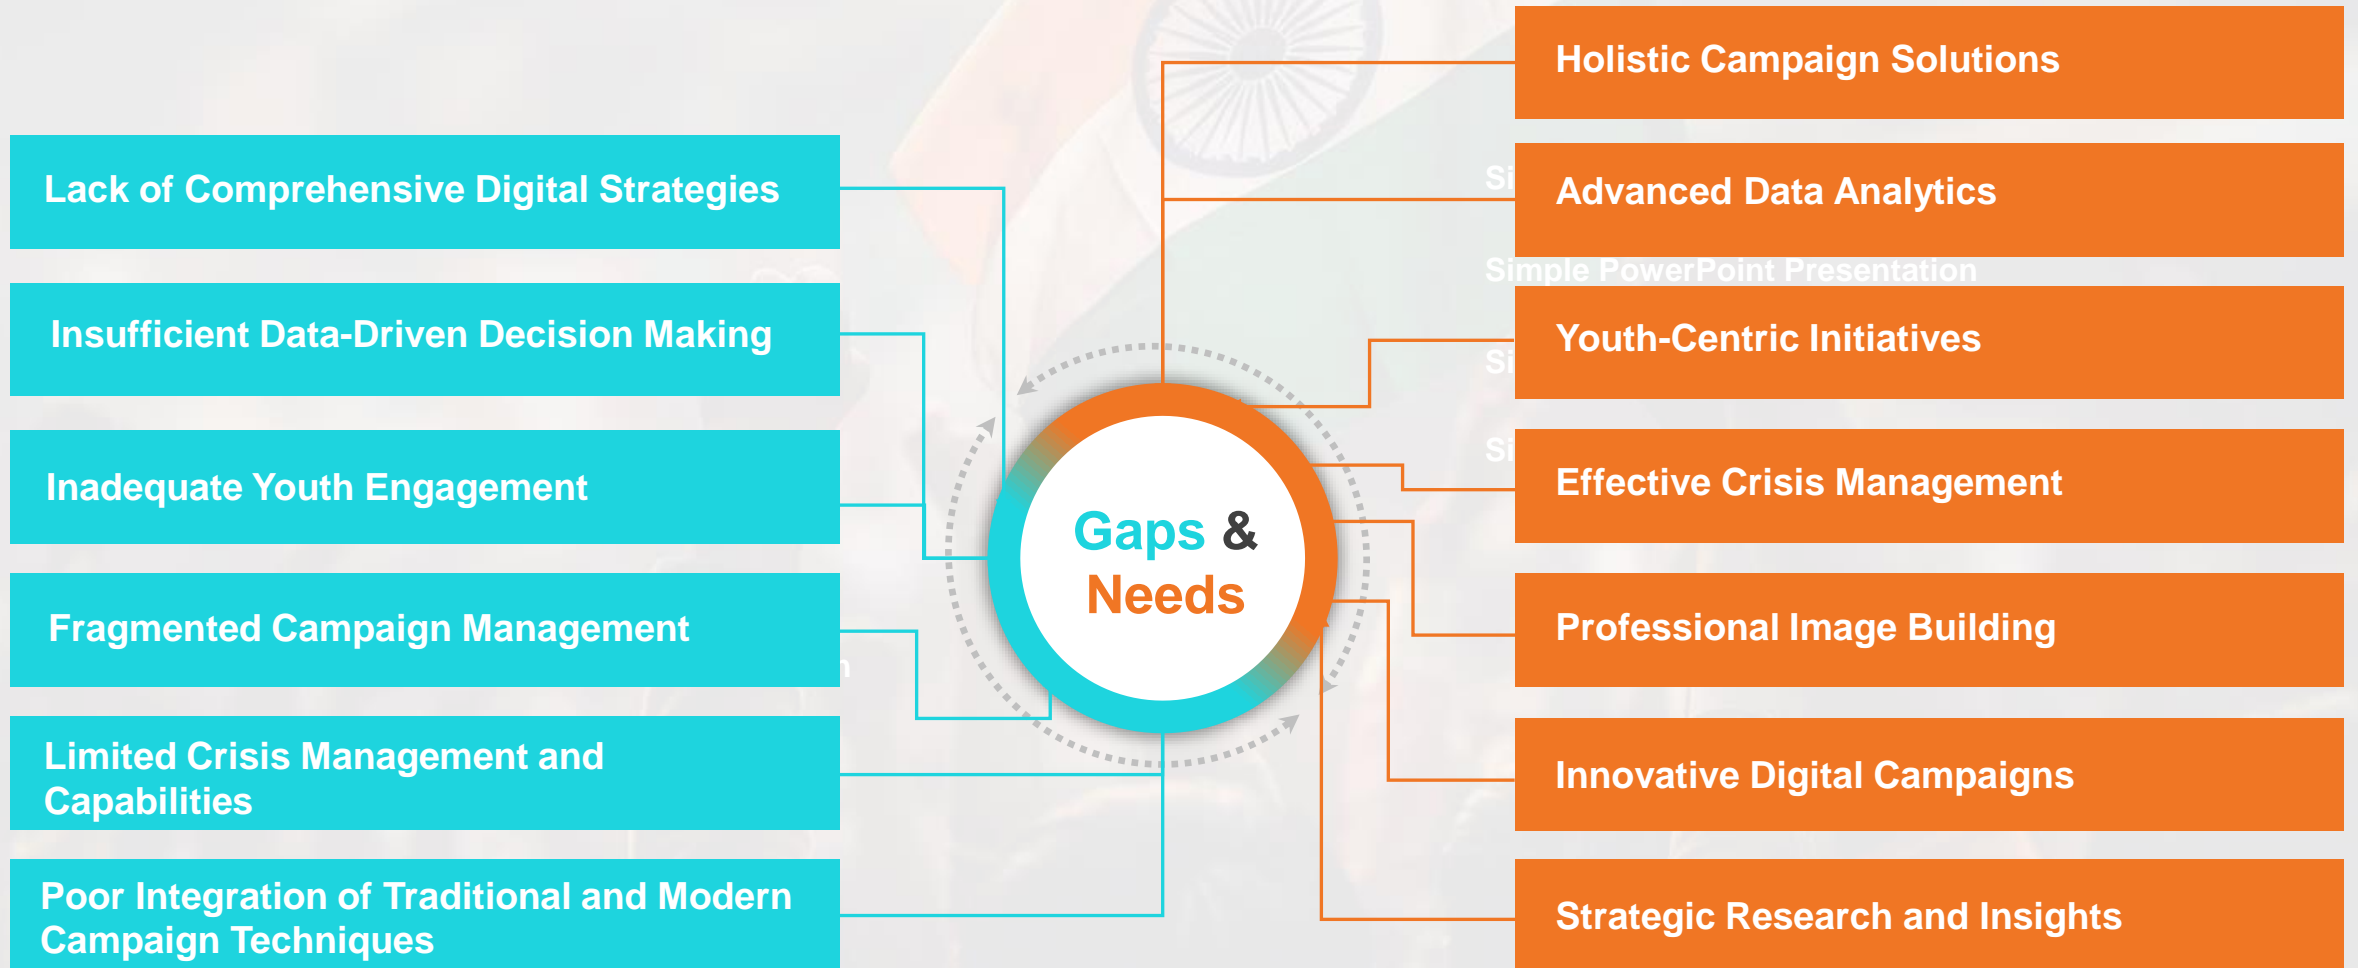 Lack of Comprehensive Digital Strategies
Insufficient Data-Driven Decision Making
Inadequate Youth Engagement
Fragmented Campaign Management
Limited Crisis Management and
Capabilities
Poor Integration of Traditional and Modern
Campaign Techniques
Gaps &
Needs
Holistic Campaign Solutions
Advanced Data Analytics
Simple PowerPoint Presentation
Youth-Centric Initiatives
Effective Crisis Management
Professional Image Building
Innovative Digital Campaigns
Strategic Research and Insights